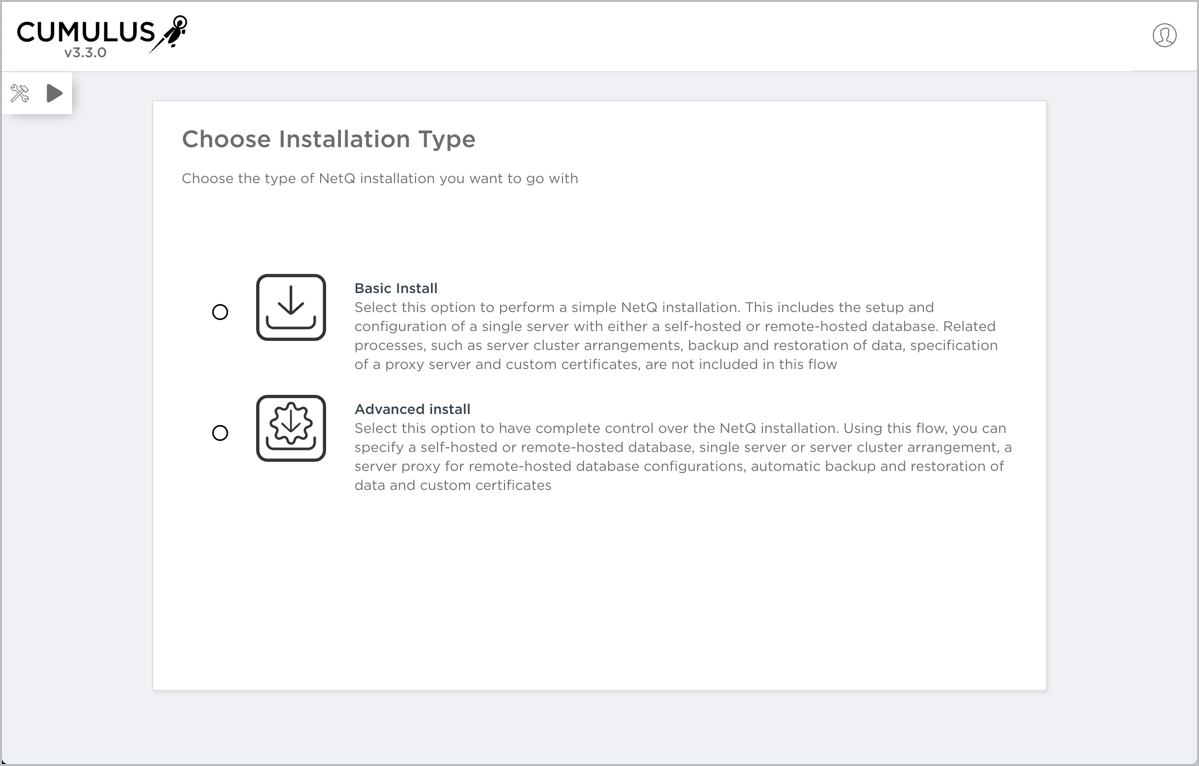 CUMULUS
v3.3.0
Choose Installation Type
Choose the type of NetQ installation you want to go with
Basic Install
Select this option to perform a simple NetQ installation. This includes the setup and
configuration of a single server with either a self-hosted or remote-hosted database. Related
processes, such as server cluster arrangements, backup and restoration of data, specification
of a proxy server and custom certificates, are not included in this flow
Advanced install
Select this option to have complete control over the NetQ installation. Using this flow, you can
specify a self-hosted or remote-hosted database, single server or server cluster arrangement, a
server proxy for remote-hosted database configurations, automatic backup and restoration of
data and custom certificates